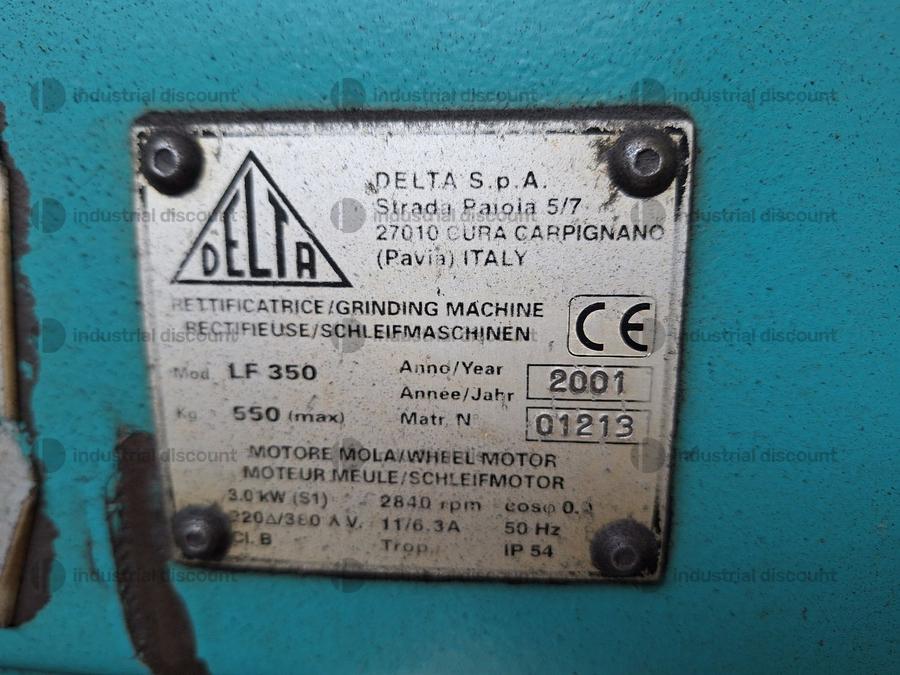 DELTA
DELTA S.p.A.
Strada Paiola 5/7
27010 CURA CARPIGNANO
(Pavia) ITALY
RETTIFICATRICE/GRINDING MACHINE
RECTIFIEUSE/SCHLEIFMASCHINEN
CE
Mod. LF 350
Anno/Year
Année/Jahr
2001
Kg. 550 (max)
Matr. N° 01213
MOTORE MOLA/WHEEL MOTOR
MOTEUR MEULE/SCHLEIFMOTOR
3.0 kW (S1) 2840 rpm cosφ
220Δ/380 V. 11/6.3A 50 Hz
Cl. B Trop. IP 54
industrial discount